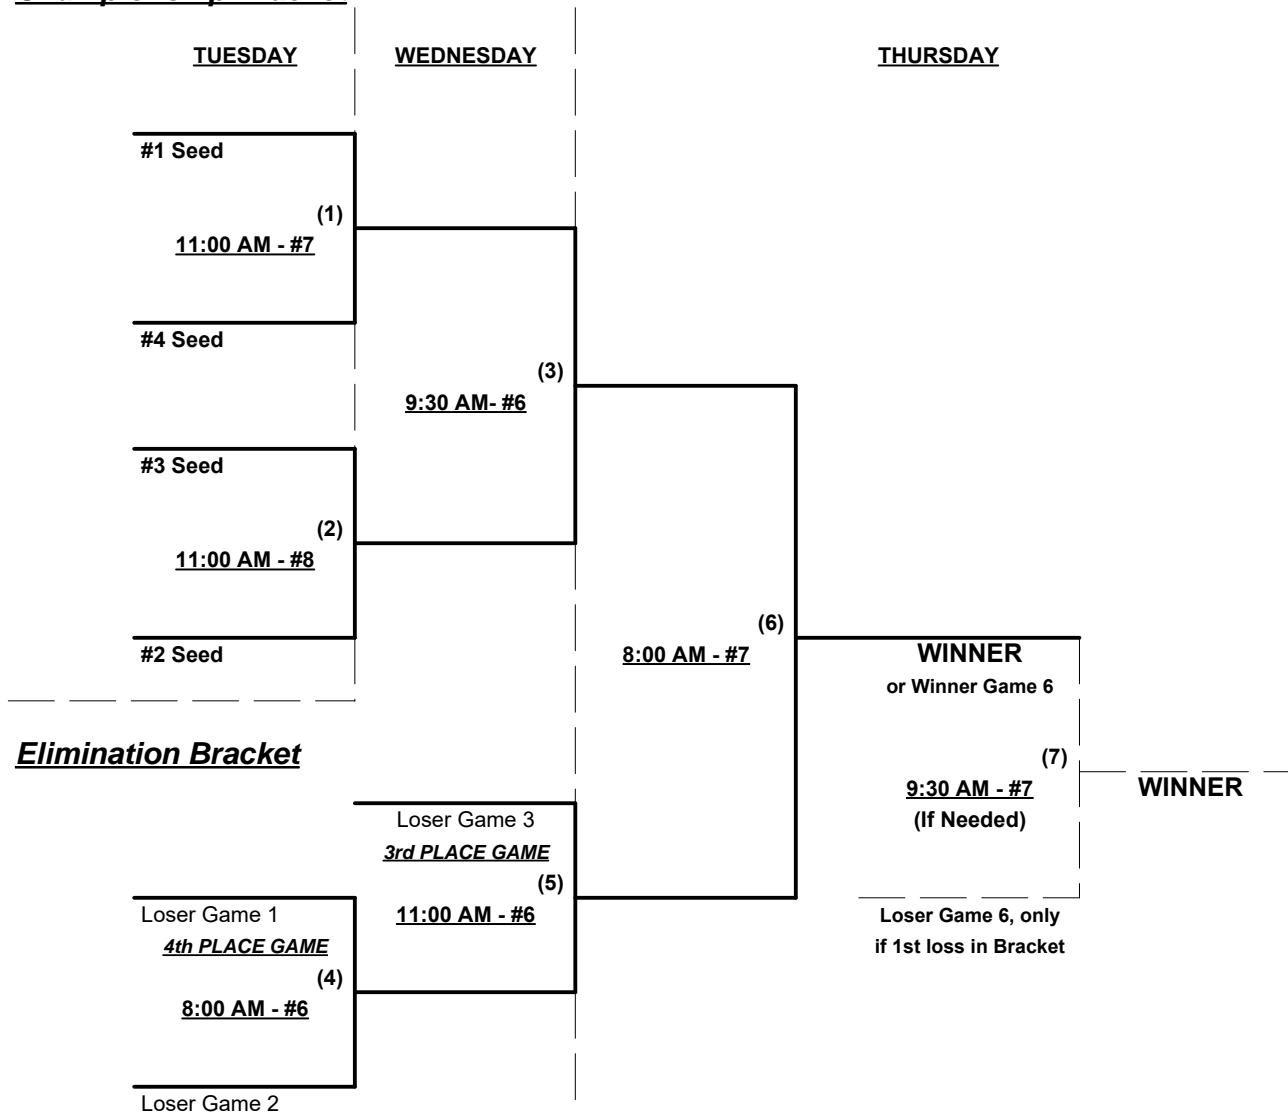 TUESDAY
WEDNESDAY
THURSDAY
#1 Seed
(1)
11:00 AM - #7
#4 Seed
(3)
9:30 AM- #6
#3 Seed
(2)
11:00 AM - #8
#2 Seed
(6)
8:00 AM - #7
WINNER
or Winner Game 6
(7)
9:30 AM - #7
(If Needed)
WINNER
Loser Game 6, only
if 1st loss in Bracket
Elimination Bracket
Loser Game 3
3rd PLACE GAME
(5)
11:00 AM - #6
Loser Game 1
4th PLACE GAME
(4)
8:00 AM - #6
Loser Game 2